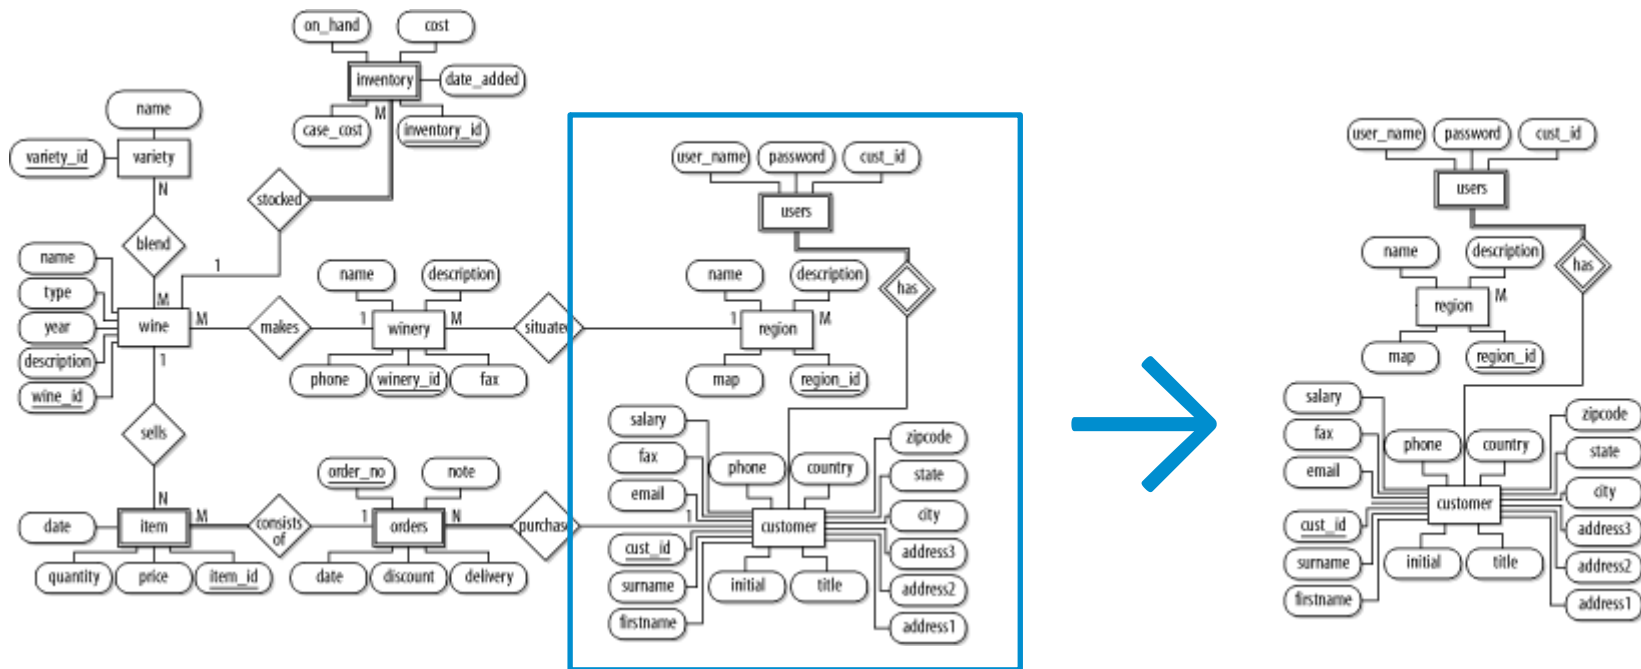 on_hand
cost
inventory
date_added
case_cost
M
inventory_id
name
variety_id
variety
N
stocked
blend
1
name
type
year
description
wine_id
M
wine
M
1
makes
name
description
1
winery
M
phone
winery_id
fax
situated
user_name
password
cust_id
users
has
name
description
1
region
M
map
region_id
sells
N
date
item
M
quantity
price
item_id
consists
of
order_no
note
1
orders
N
date
discount
delivery
purchase
1
salary
fax
email
cust_id
surname
firstname
phone
country
customer
initial
title
zipcode
state
city
address3
address2
address1
user_name
password
cust_id
users
has
name
description
region
M
map
region_id
salary
fax
email
cust_id
surname
firstname
phone
country
customer
initial
title
zipcode
state
city
address3
address2
address1